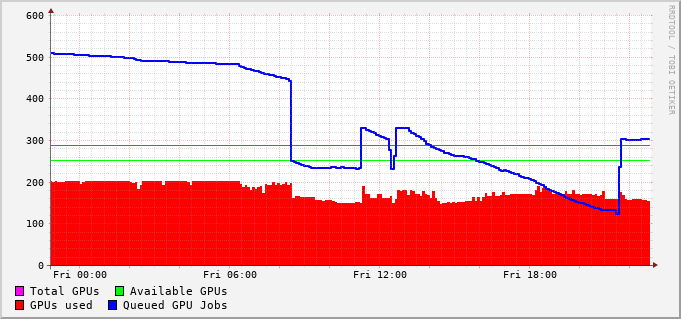 600
500
400
300
200
100
0
Fri 00:00 Fri 06:00 Fri 12:00 Fri 18:00
Total GPUs Available GPUs
GPUs used Queued GPU Jobs
RRDTOOL / TOBI OETIKER